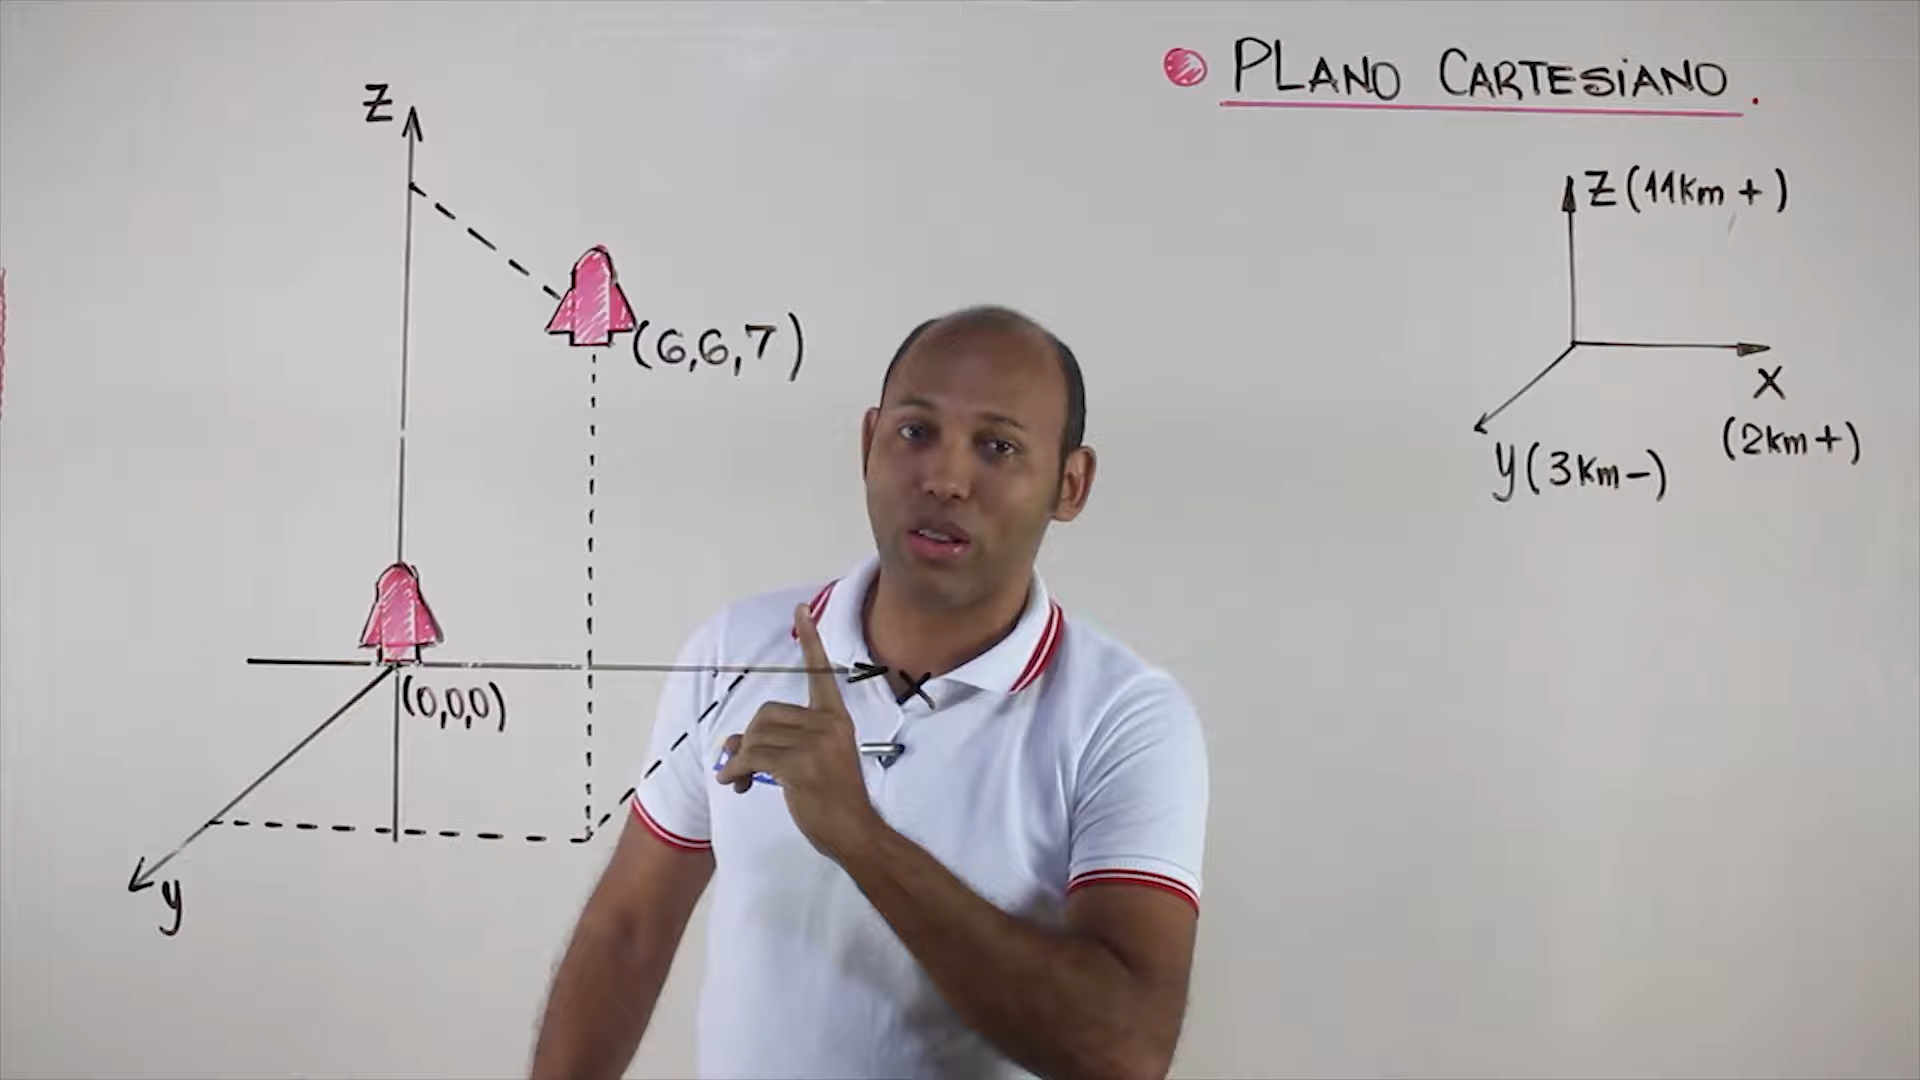 PLANO CARTESIANO.
Z
(6,6,7)
(0,0,0)
X
y
Z (11km + )
X
(2km+)
y (3km-)